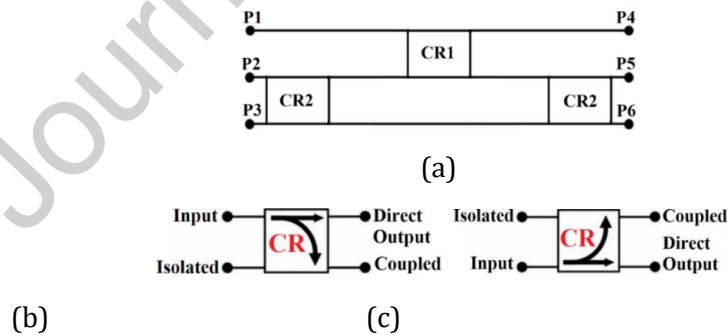 Journ
P1 P4
CR1
P2 P5
CR2 CR2
P3 P6
(a)
Input Direct Output
CR
Isolated Coupled
Isolated Coupled
CR Direct
Input Output
(b) (c)